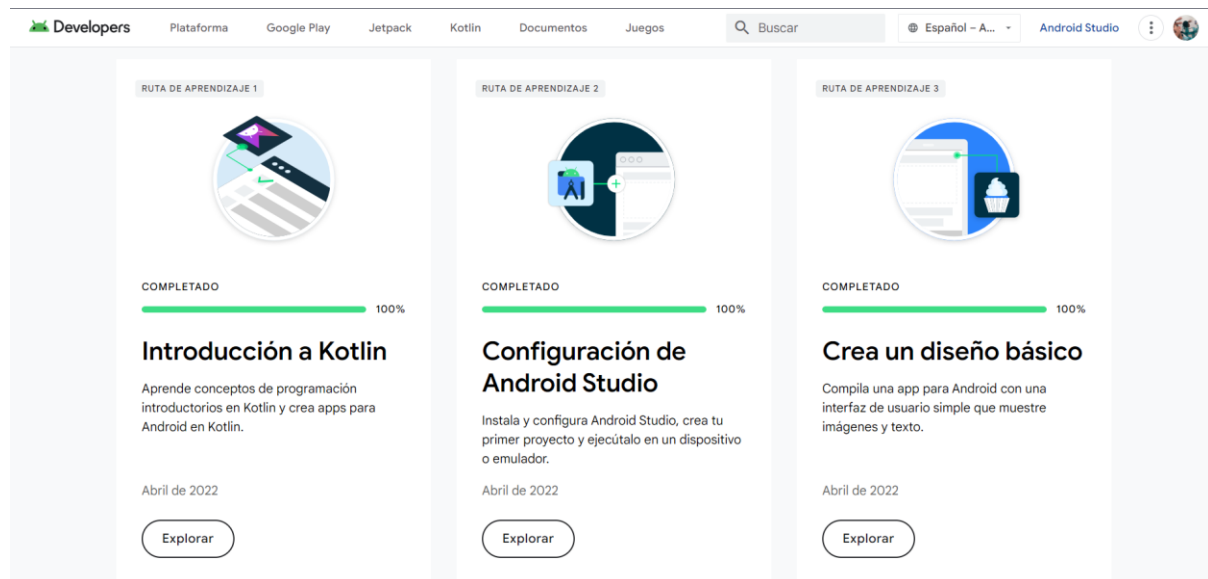 Developers
Plataforma
Google Play
Jetpack
Kotlin
Documentos
Juegos
Buscar
Español – A...
Android Studio
RUTA DE APRENDIZAJE 1
COMPLETADO
100%
Introducción a Kotlin
Aprende conceptos de programación
introductorios en Kotlin y crea apps para
Android en Kotlin.
Abril de 2022
Explorar
RUTA DE APRENDIZAJE 2
COMPLETADO
100%
Configuración de
Android Studio
Instala y configura Android Studio, crea tu
primer proyecto y ejecútalo en un dispositivo
o emulador.
Abril de 2022
Explorar
RUTA DE APRENDIZAJE 3
COMPLETADO
100%
Crea un diseño básico
Compila una app para Android con una
interfaz de usuario simple que muestre
imágenes y texto.
Abril de 2022
Explorar